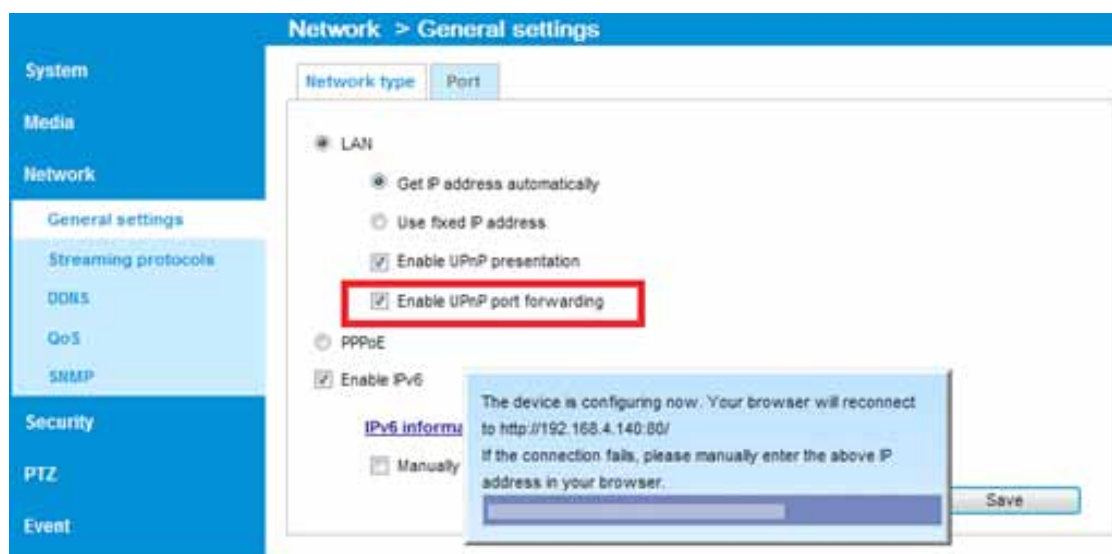 Network > General settings
System
Media
Network
General settings
Streaming protocols
DDNS
QoS
SNMP
Security
PTZ
Event
Network type
Port
LAN
Get IP address automatically
Use fixed IP address
Enable UPnP presentation
Enable UPnP port forwarding
PPPoE
Enable IPv6
IPv6 informa
Manually
The device is configuring now. Your browser will reconnect
to http://192.168.4.140:80/
If the connection fails, please manually enter the above IP
address in your browser.
Save